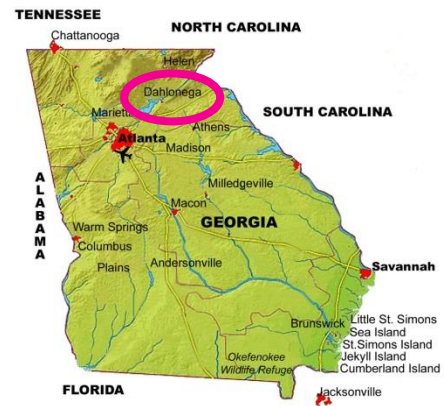 TENNESSEE
NORTH CAROLINA
Chattanooga
Helen
Dahlonega
SOUTH CAROLINA
Marietta
Athens
Atlanta
Madison
ALABAMA
Milledgeville
Macon
GEORGIA
Warm Springs
Columbus
Andersonville
Plains
Savannah
Brunswick
Little St. Simons
Sea Island
St.Simons Island
Jekyll Island
Cumberland Island
Okefenokee
Wildlife Refuge
FLORIDA
Jacksonville